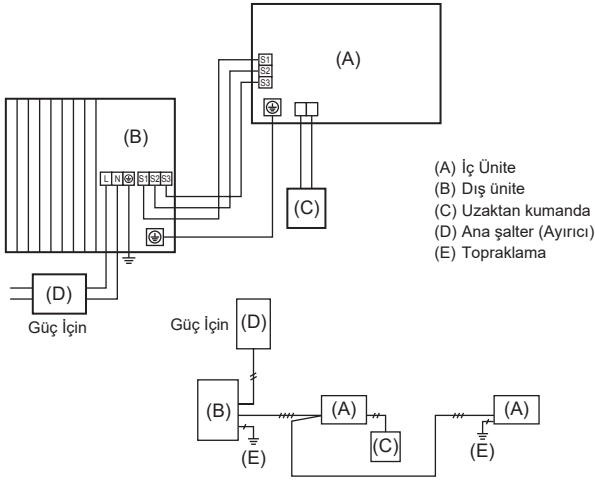 S1
S2
S3
(A)
(B)
L N S1 S2 S3
(C)
(D)
Güç İçin
(A) İç Ünite
(B) Dış ünite
(C) Uzaktan kumanda
(D) Ana şalter (Ayırıcı)
(E) Topraklama
Güç İçin (D)
(B)
(A)
(A)
(C)
(E)
(E)